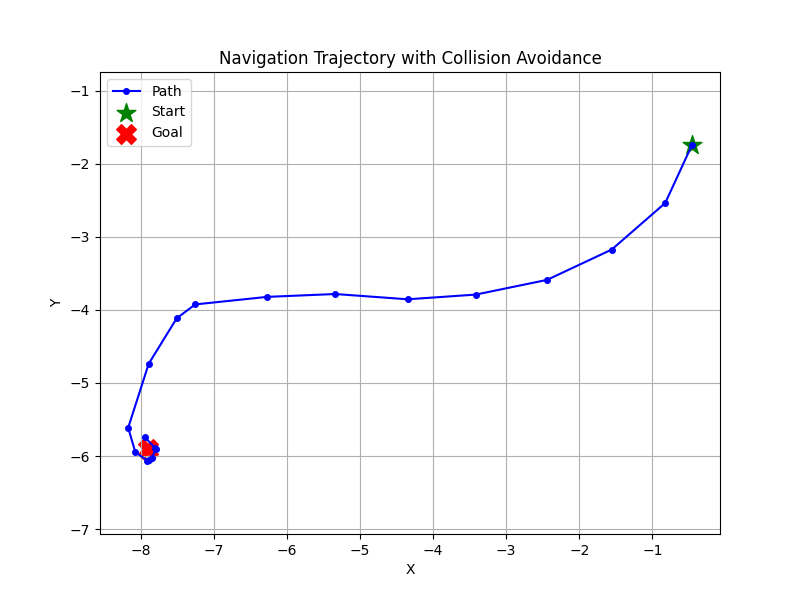 Navigation Trajectory with Collision Avoidance
Path
Start
Goal
−1
−2
−3
−4
−5
−6
−7
Y
−8 −7 −6 −5 −4 −3 −2 −1
X